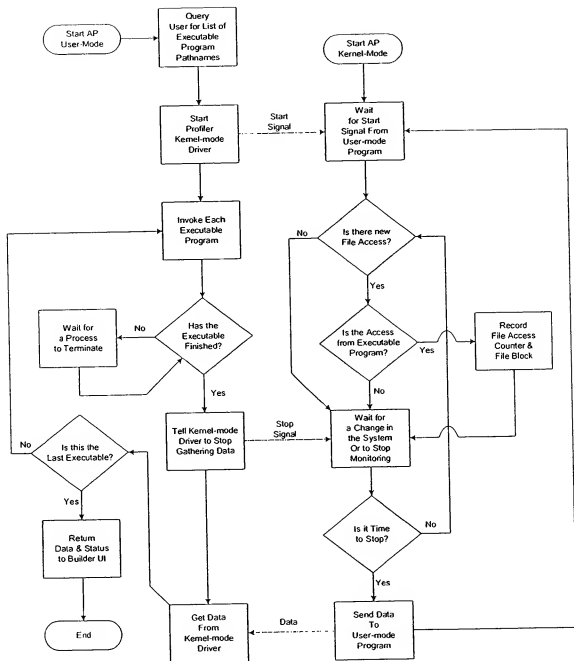 Start AP
User-Mode
Query
User for List of
Executable
Program
Pathnames
Start AP
Kernel-Mode
Start
Profiler
Kernel-mode
Driver
Start
Signal
Wait
for Start
Signal From
User-mode
Program
Invoke Each
Executable
Program
No
Is there new
File Access?
Yes
Wait for
a Process
to Terminate
No
Has the
Executable
Finished?
Yes
Is the Access
from Executable
Program?
Yes
Record
File Access
Counter &
File Block
No
No
Is this the
Last Executable?
Yes
Tell Kernel-mode
Driver to Stop
Gathering Data
Stop
Signal
Wait for
a Change in
the System
Or to Stop
Monitoring
Is it Time
to Stop?
No
Yes
Return
Data & Status
to Builder UI
End
Get Data
From
Kernel-mode
Driver
Data
Send Data
To
User-mode
Program